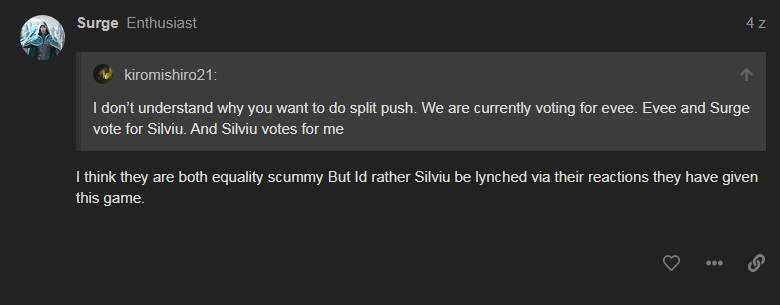 Surge Enthusiast 4 z
kiromishiro21:
I don’t understand why you want to do split push. We are currently voting for evee. Evee and Surge
vote for Silviu. And Silviu votes for me
I think they are both equality scummy But Id rather Silviu be lynched via their reactions they have given
this game.